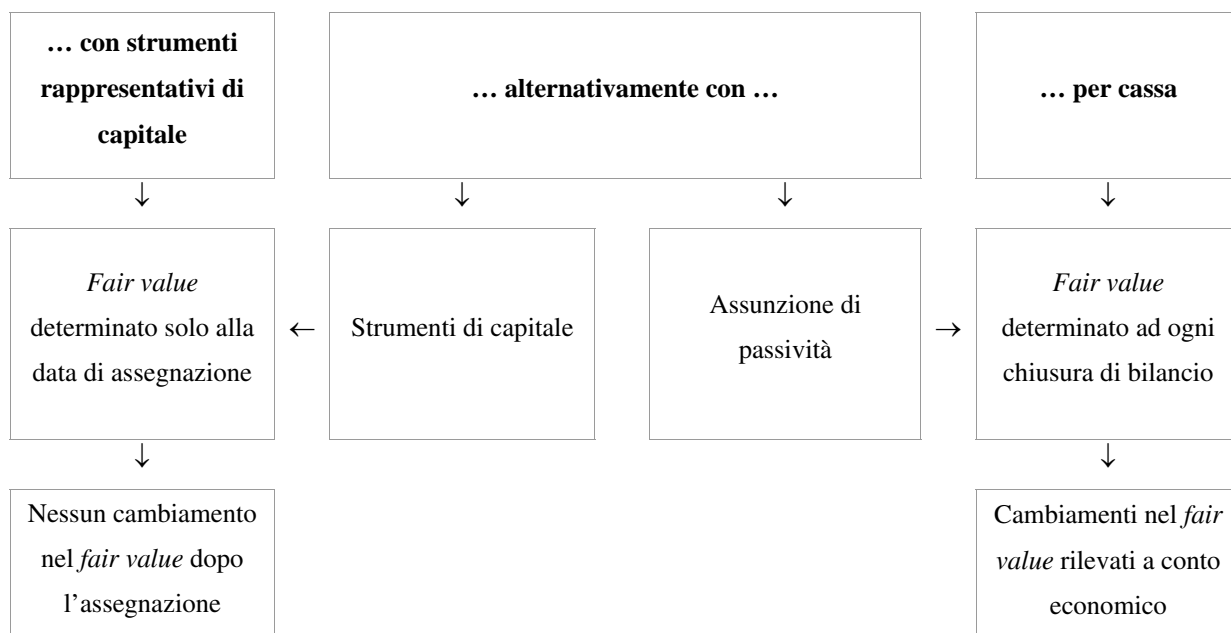 … con strumenti
rappresentativi di
capitale
… alternativamente con …
… per cassa
↓ ↓ ↓ ↓
Fair value
determinato solo alla
data di assegnazione
←
Strumenti di capitale
Assunzione di
passività
→
Fair value
determinato ad ogni
chiusura di bilancio
↓ ↓
Nessun cambiamento
nel fair value dopo
l’assegnazione
Cambiamenti nel fair
value rilevati a conto
economico